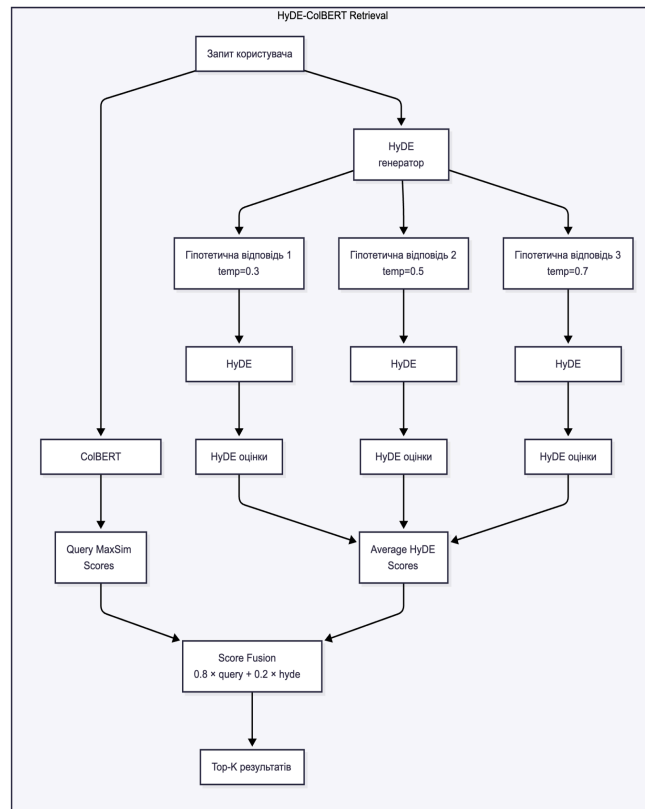 HyDE-ColBERT Retrieval
Запит користувача
HyDE
генератор
Гіпотетична відповідь 1
temp=0.3
Гіпотетична відповідь 2
temp=0.5
Гіпотетична відповідь 3
temp=0.7
HyDE
HyDE
HyDE
ColBERT
HyDE оцінки
HyDE оцінки
HyDE оцінки
Query MaxSim
Scores
Average HyDE
Scores
Score Fusion
0.8 × query + 0.2 × hyde
Top-K результатів